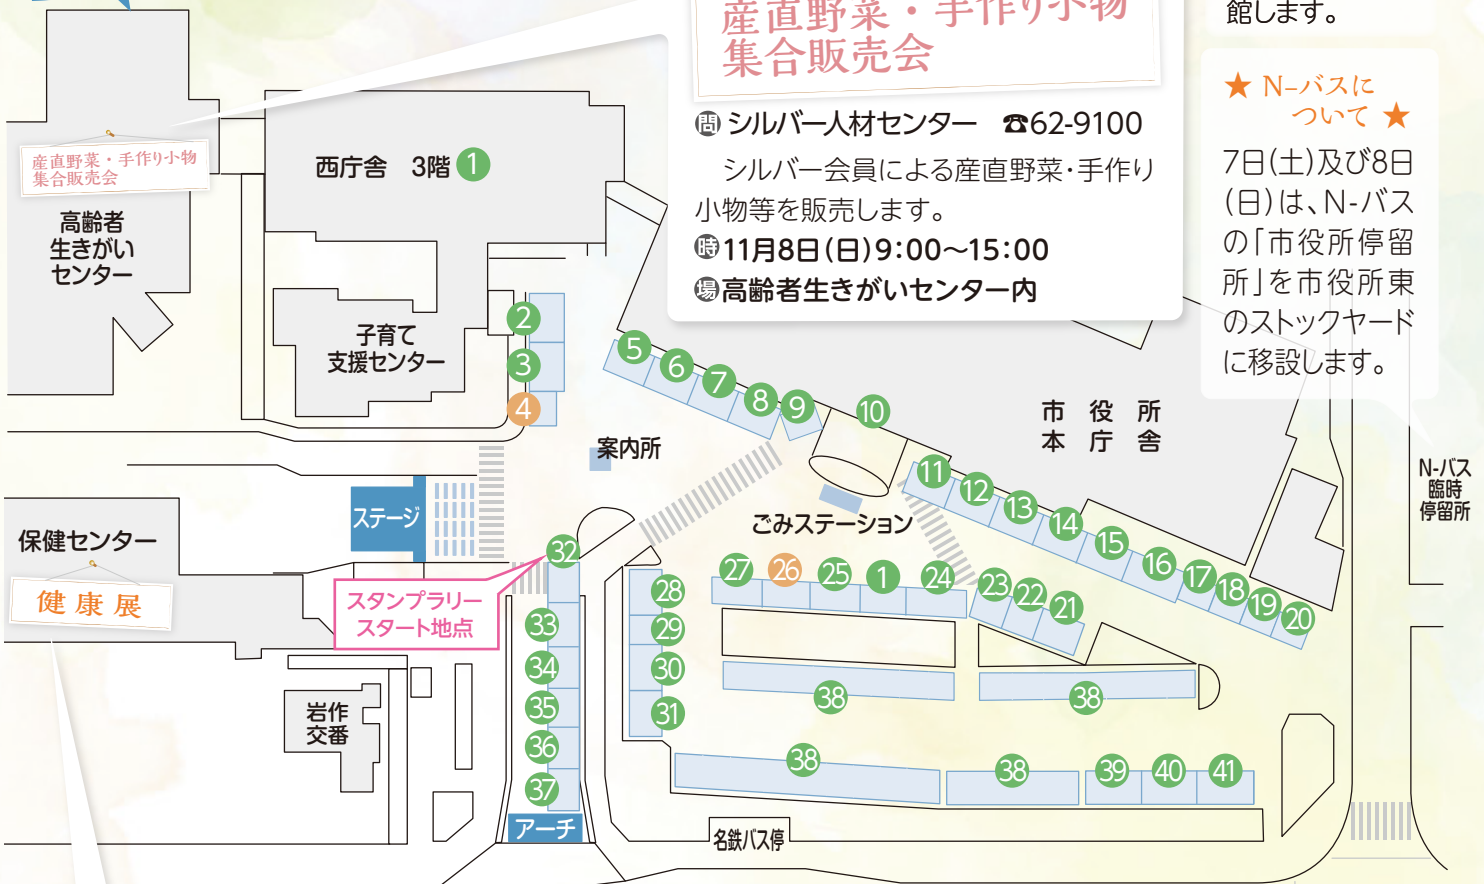 館します。
産直野菜・手作り小物
集合販売会
問 シルバー人材センター ☎62-9100
シルバー会員による産直野菜・手作り
小物等を販売します。
時 11月8日(日)9:00〜15:00
場 高齢者生きがいセンター内
★ N-バスに
ついて ★
7日(土)及び8日
(日)は、N-バス
の「市役所停留
所」を市役所東
のストックヤード
に移設します。
産直野菜・手作り小物
集合販売会
高齢者
生きがい
センター
西庁舎 3階 1
子育て
支援センター
2
3
4
5
6
7
8
9
10
市役所
本庁舎
案内所
ステージ
ごみステーション
11
12
13
14
15
16
17
18
19
20
N-バス
臨時
停留所
保健センター
健康展
スタンプラリー
スタート地点
32
33
34
35
36
37
28
29
30
31
27
26
25
1
24
23
22
21
38
38
38
38
39
40
41
岩作
交番
アーチ
名鉄バス停